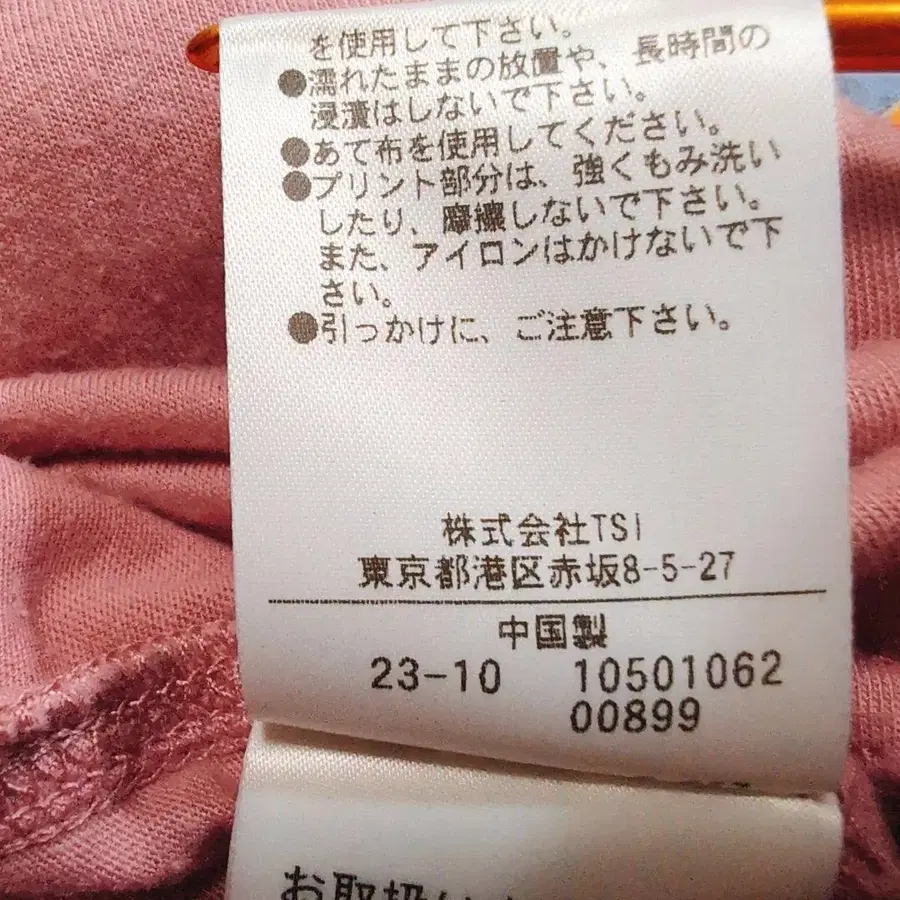 を使用して下さい。
●濡れたままの放置や、長時間の
浸漬はしないで下さい。
●あて布を使用してください。
●プリント部分は、強くもみ洗い
したり、摩擦しないで下さい。
また、アイロンはかけないで下
さい。
●引っかけに、ご注意下さい。
株式会社TSI
東京都港区赤坂8-5-27
中国製
23-10 10501062
00899
お取扱い